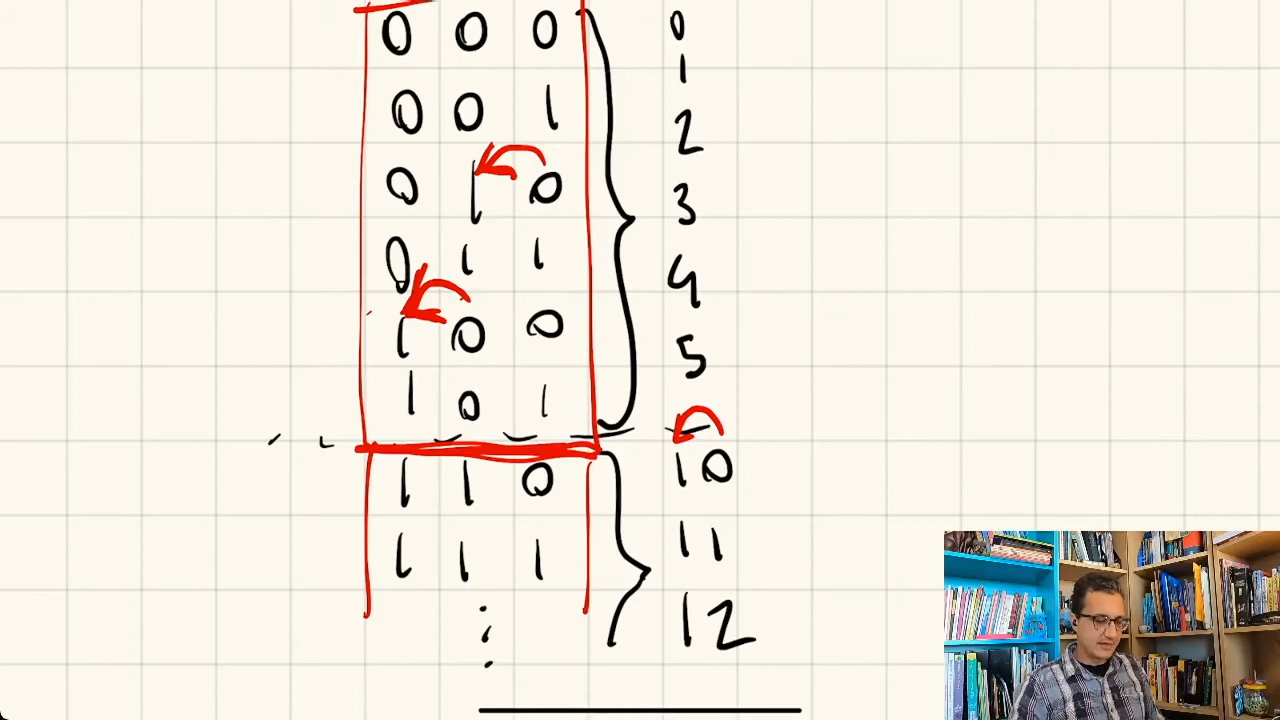 0 0 0 0
1
0 0 1
2
0 1 0
3
0 1 1
4
1 0 0
5
1 0 1
1 1 0 10
1 1 1 11
12